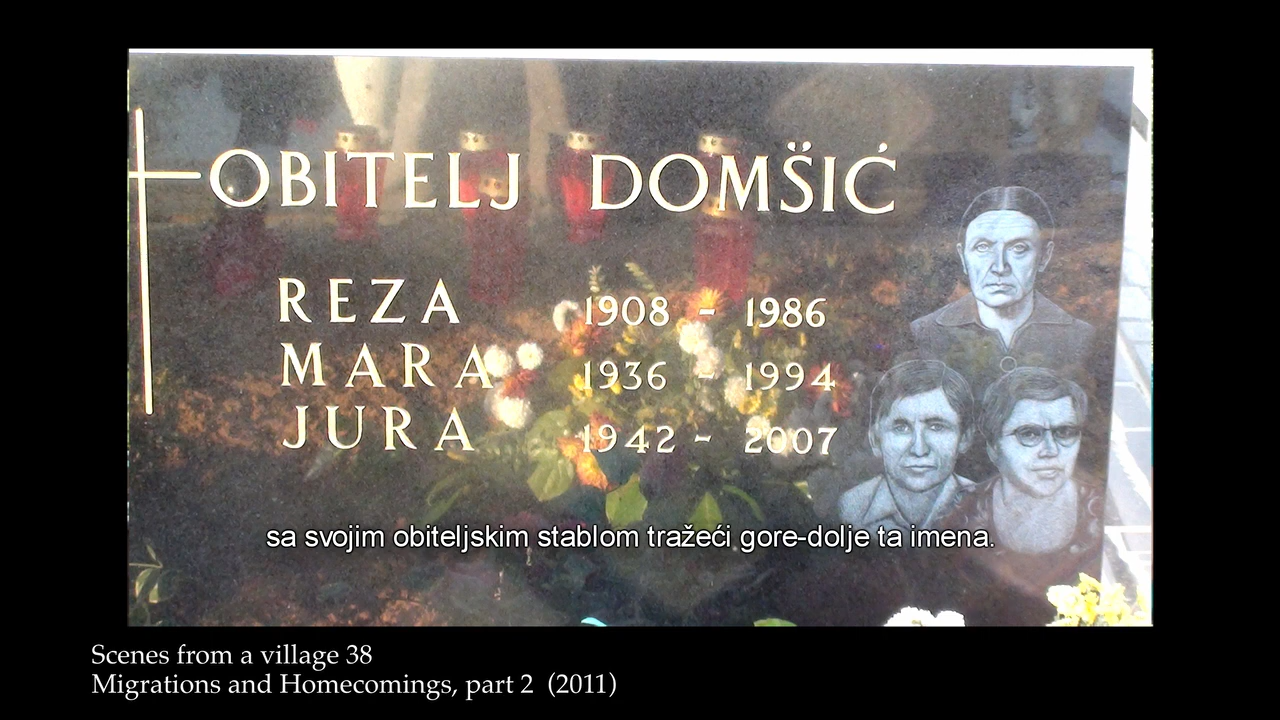 OBITELJ DOMŠIĆ
REZA 1908 - 1986
MARA 1936 - 1994
JURA 1942 - 2007
sa svojim obiteljskim stablom tražeći gore-dolje ta imena.
Scenes from a village 38
Migrations and Homecomings, part 2 (2011)